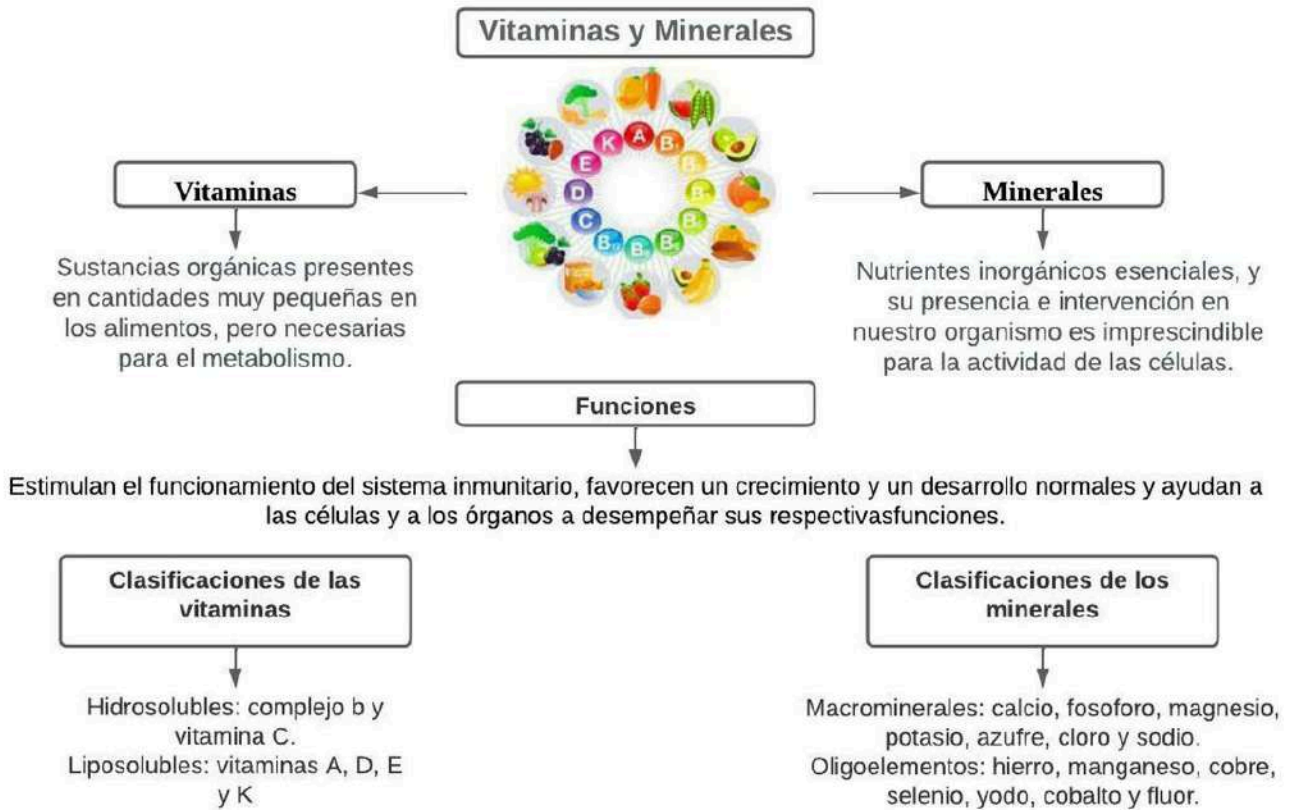 Vitaminas y Minerales
A
B
B
B
B
B
B
B
C
D
E
K
Vitaminas
Sustancias orgánicas presentes
en cantidades muy pequeñas en
los alimentos, pero necesarias
para el metabolismo.
Minerales
Nutrientes inorgánicos esenciales, y
su presencia e intervención en
nuestro organismo es imprescindible
para la actividad de las células.
Funciones
Estimulan el funcionamiento del sistema inmunitario, favorecen un crecimiento y un desarrollo normales y ayudan a
las células y a los órganos a desempeñar sus respectivasfunciones.
Clasificaciones de las
vitaminas
Hidrosolubles: complejo b y
vitamina C.
Liposolubles: vitaminas A, D, E
y K
Clasificaciones de los
minerales
Macrominerales: calcio, fosoforo, magnesio,
potasio, azufre, cloro y sodio.
Oligoelementos: hierro, manganeso, cobre,
selenio, yodo, cobalto y fluor.